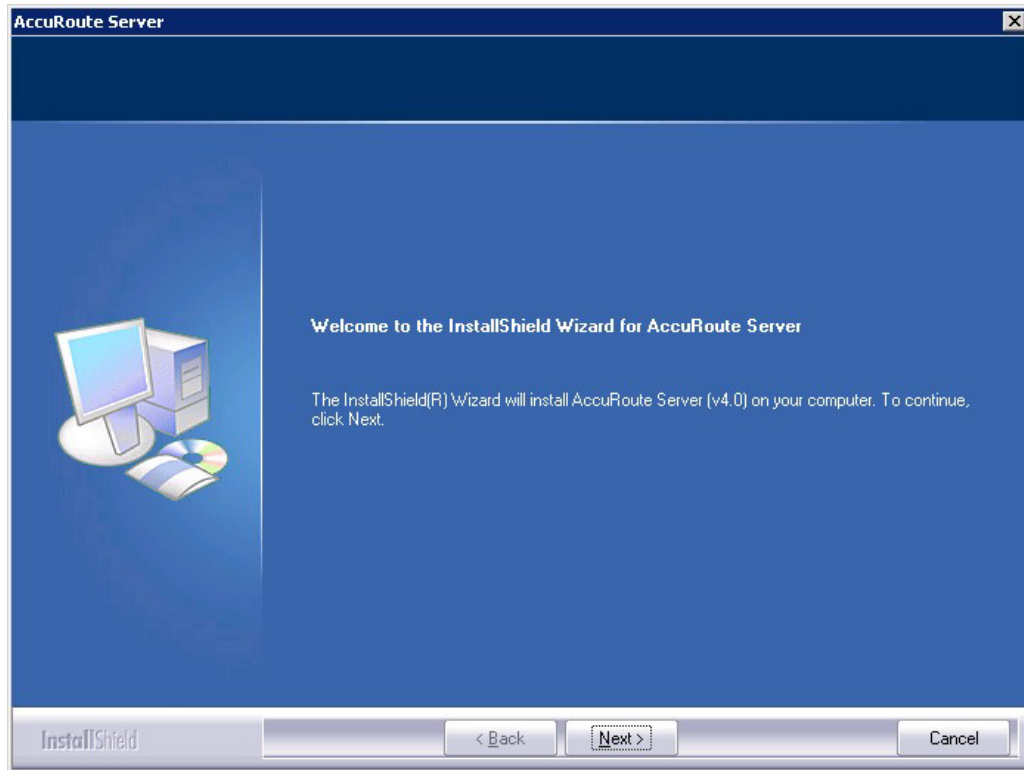 AccuRoute Server
Welcome to the InstallShield Wizard for AccuRoute Server
The InstallShield(R) Wizard will install AccuRoute Server (v4.0) on your computer. To continue,
click Next.
InstallShield
< Back
Next >
Cancel